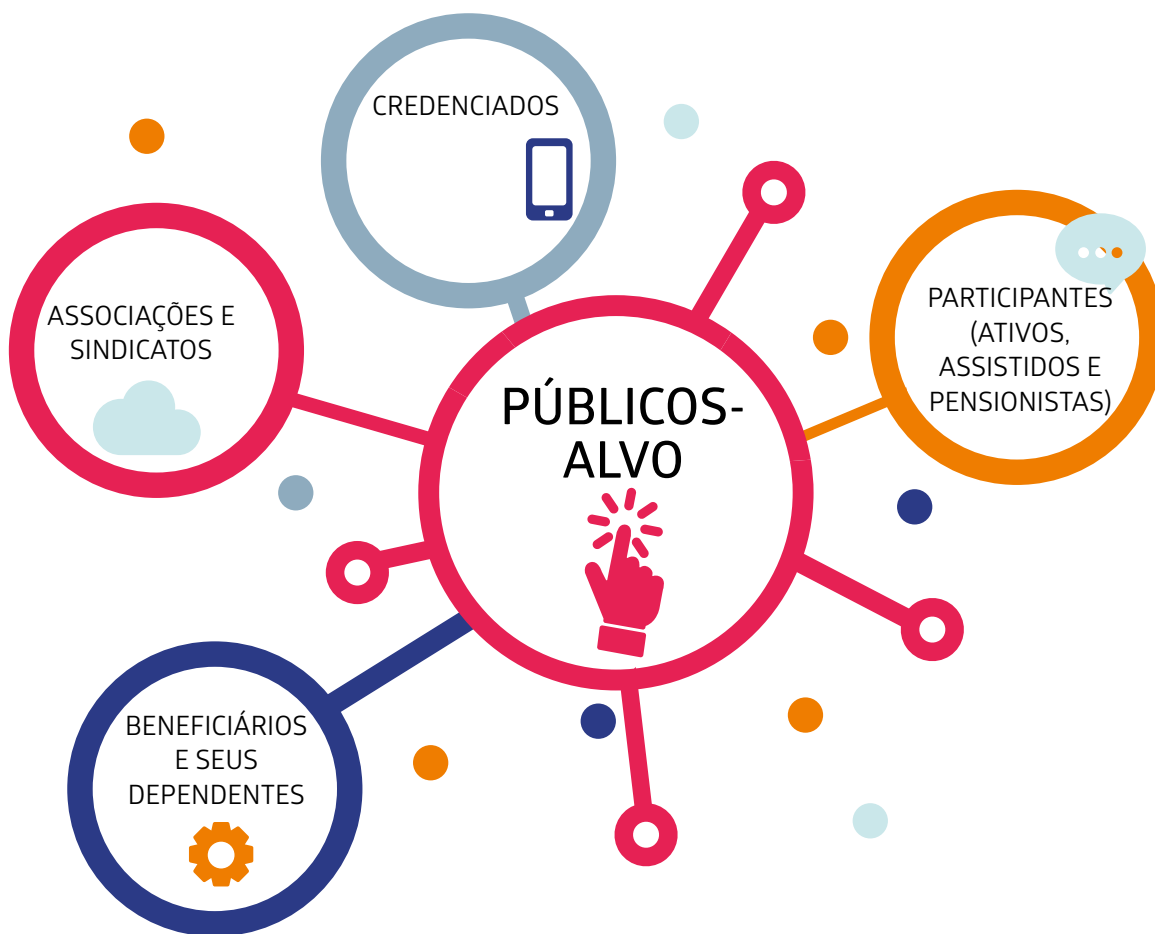 CREDENCIADOS
ASSOCIAÇÕES E
SINDICATOS
PARTICIPANTES
(ATIVOS,
ASSISTIDOS E
PENSIONISTAS)
PÚBLICOS-
ALVO
BENEFICIÁRIOS
E SEUS
DEPENDENTES